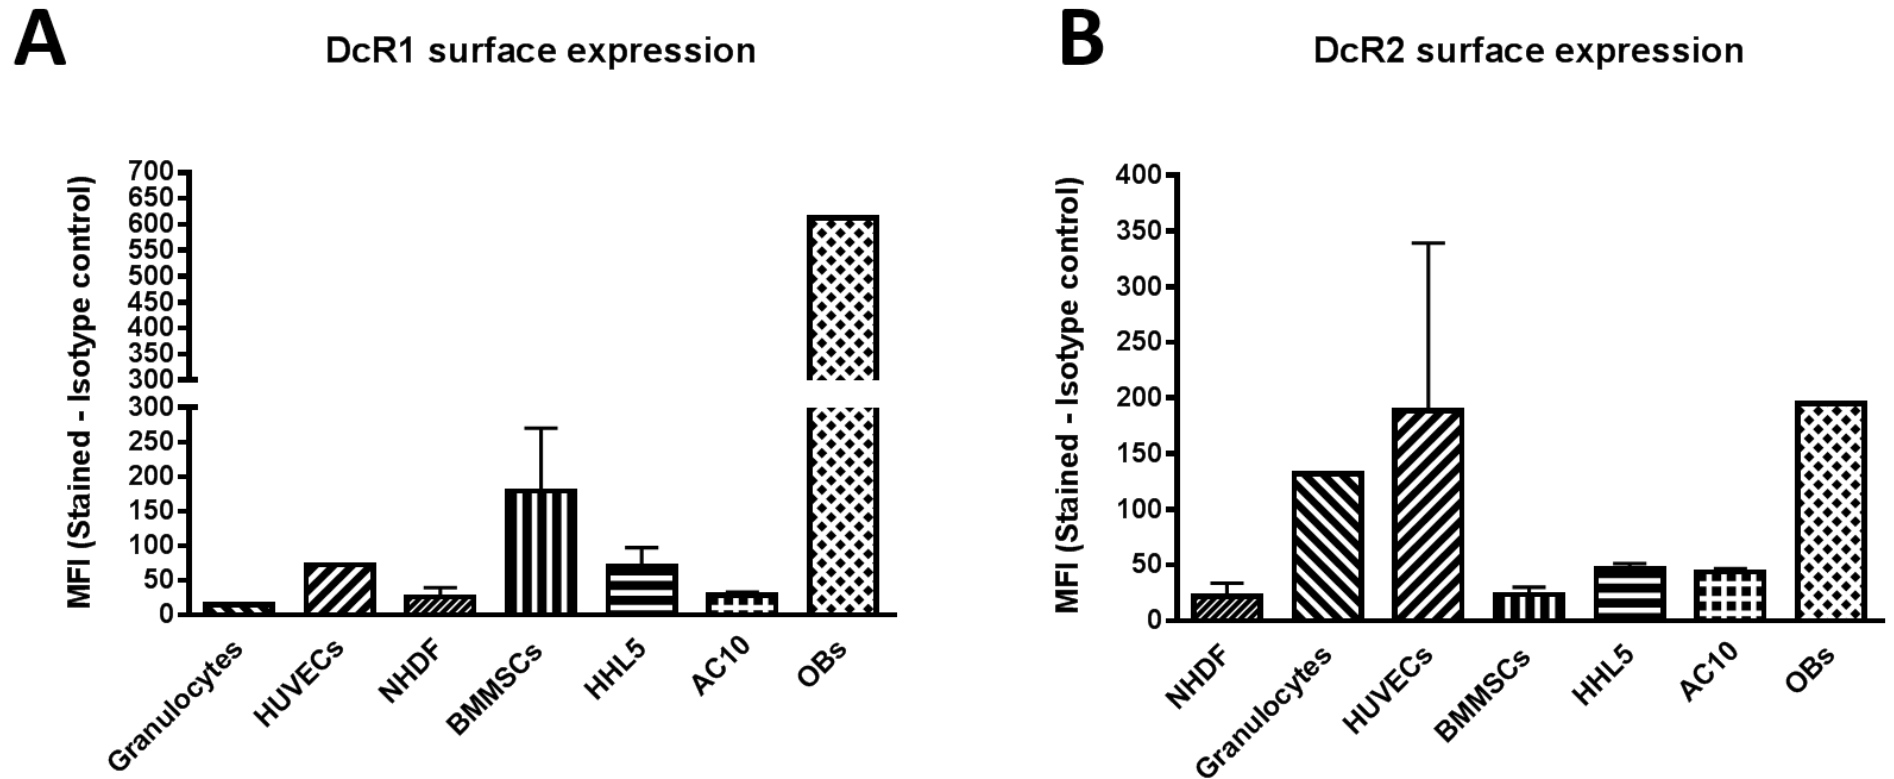 A
DcR1 surface expression
MFI (Stained - Isotype control)
700
650
600
550
500
450
400
350
300
300
250
200
150
100
50
0
Granulocytes
HUVECs
NHDF
BMMSCs
HHL5
AC10
OBs
B
DcR2 surface expression
MFI (Stained - Isotype control)
400
350
300
250
200
150
100
50
0
NHDF
Granulocytes
HUVECs
BMMSCs
HHL5
AC10
OBs